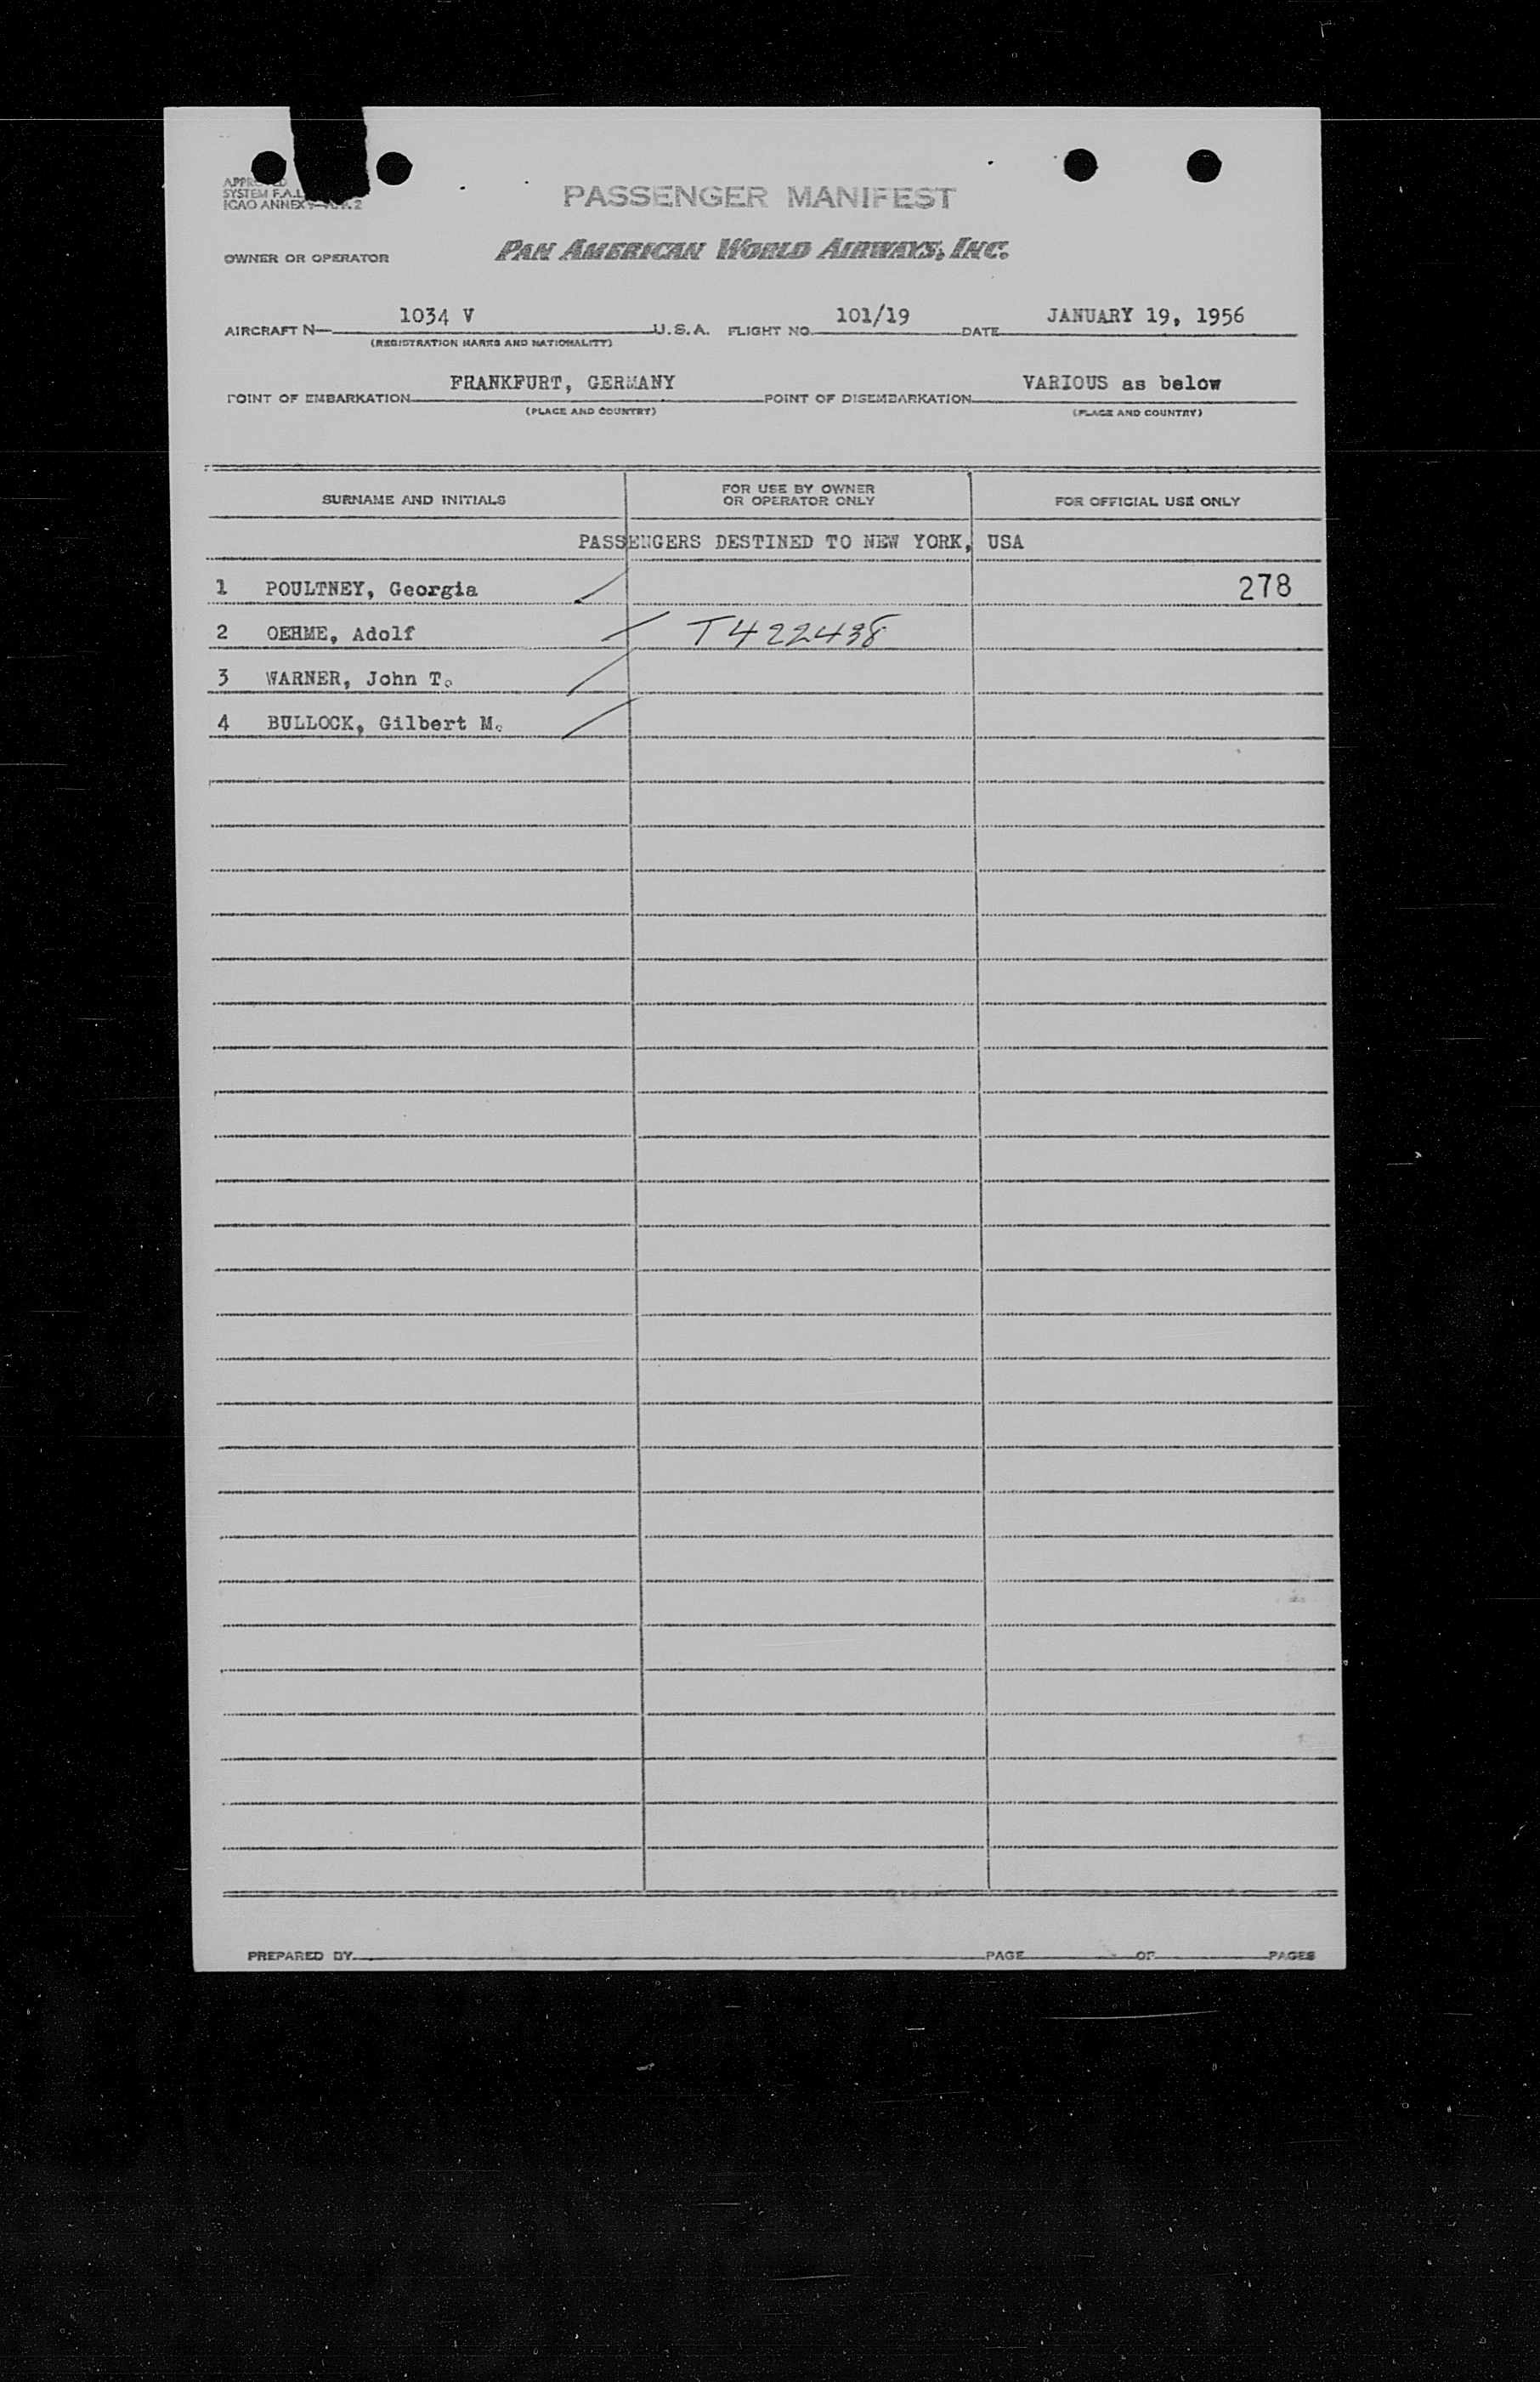 SYSTEM F.A.L.
ICAO ANNEX 2
PASSENGER MANIFEST
OWNER OR OPERATOR
PAN AMERICAN WORLD AIRWAYS, INC.
AIRCRAFT N— 1034 V U.S.A. FLIGHT NO. 101/19 DATE JANUARY 19, 1956
(REGISTRATION MARKS AND NATIONALITY)
POINT OF EMBARKATION FRANKFURT, GERMANY POINT OF DISEMBARKATION VARIOUS as below
(PLACE AND COUNTRY) (PLACE AND COUNTRY)
SURNAME AND INITIALS FOR USE BY OWNER OR OPERATOR ONLY FOR OFFICIAL USE ONLY
PASSENGERS DESTINED TO NEW YORK, USA
1 POULTNEY, Georgia 278
2 OEHME, Adolf T422438
3 WARNER, John T.
4 BULLOCK, Gilbert M.
PREPARED BY PAGE OF PAGES